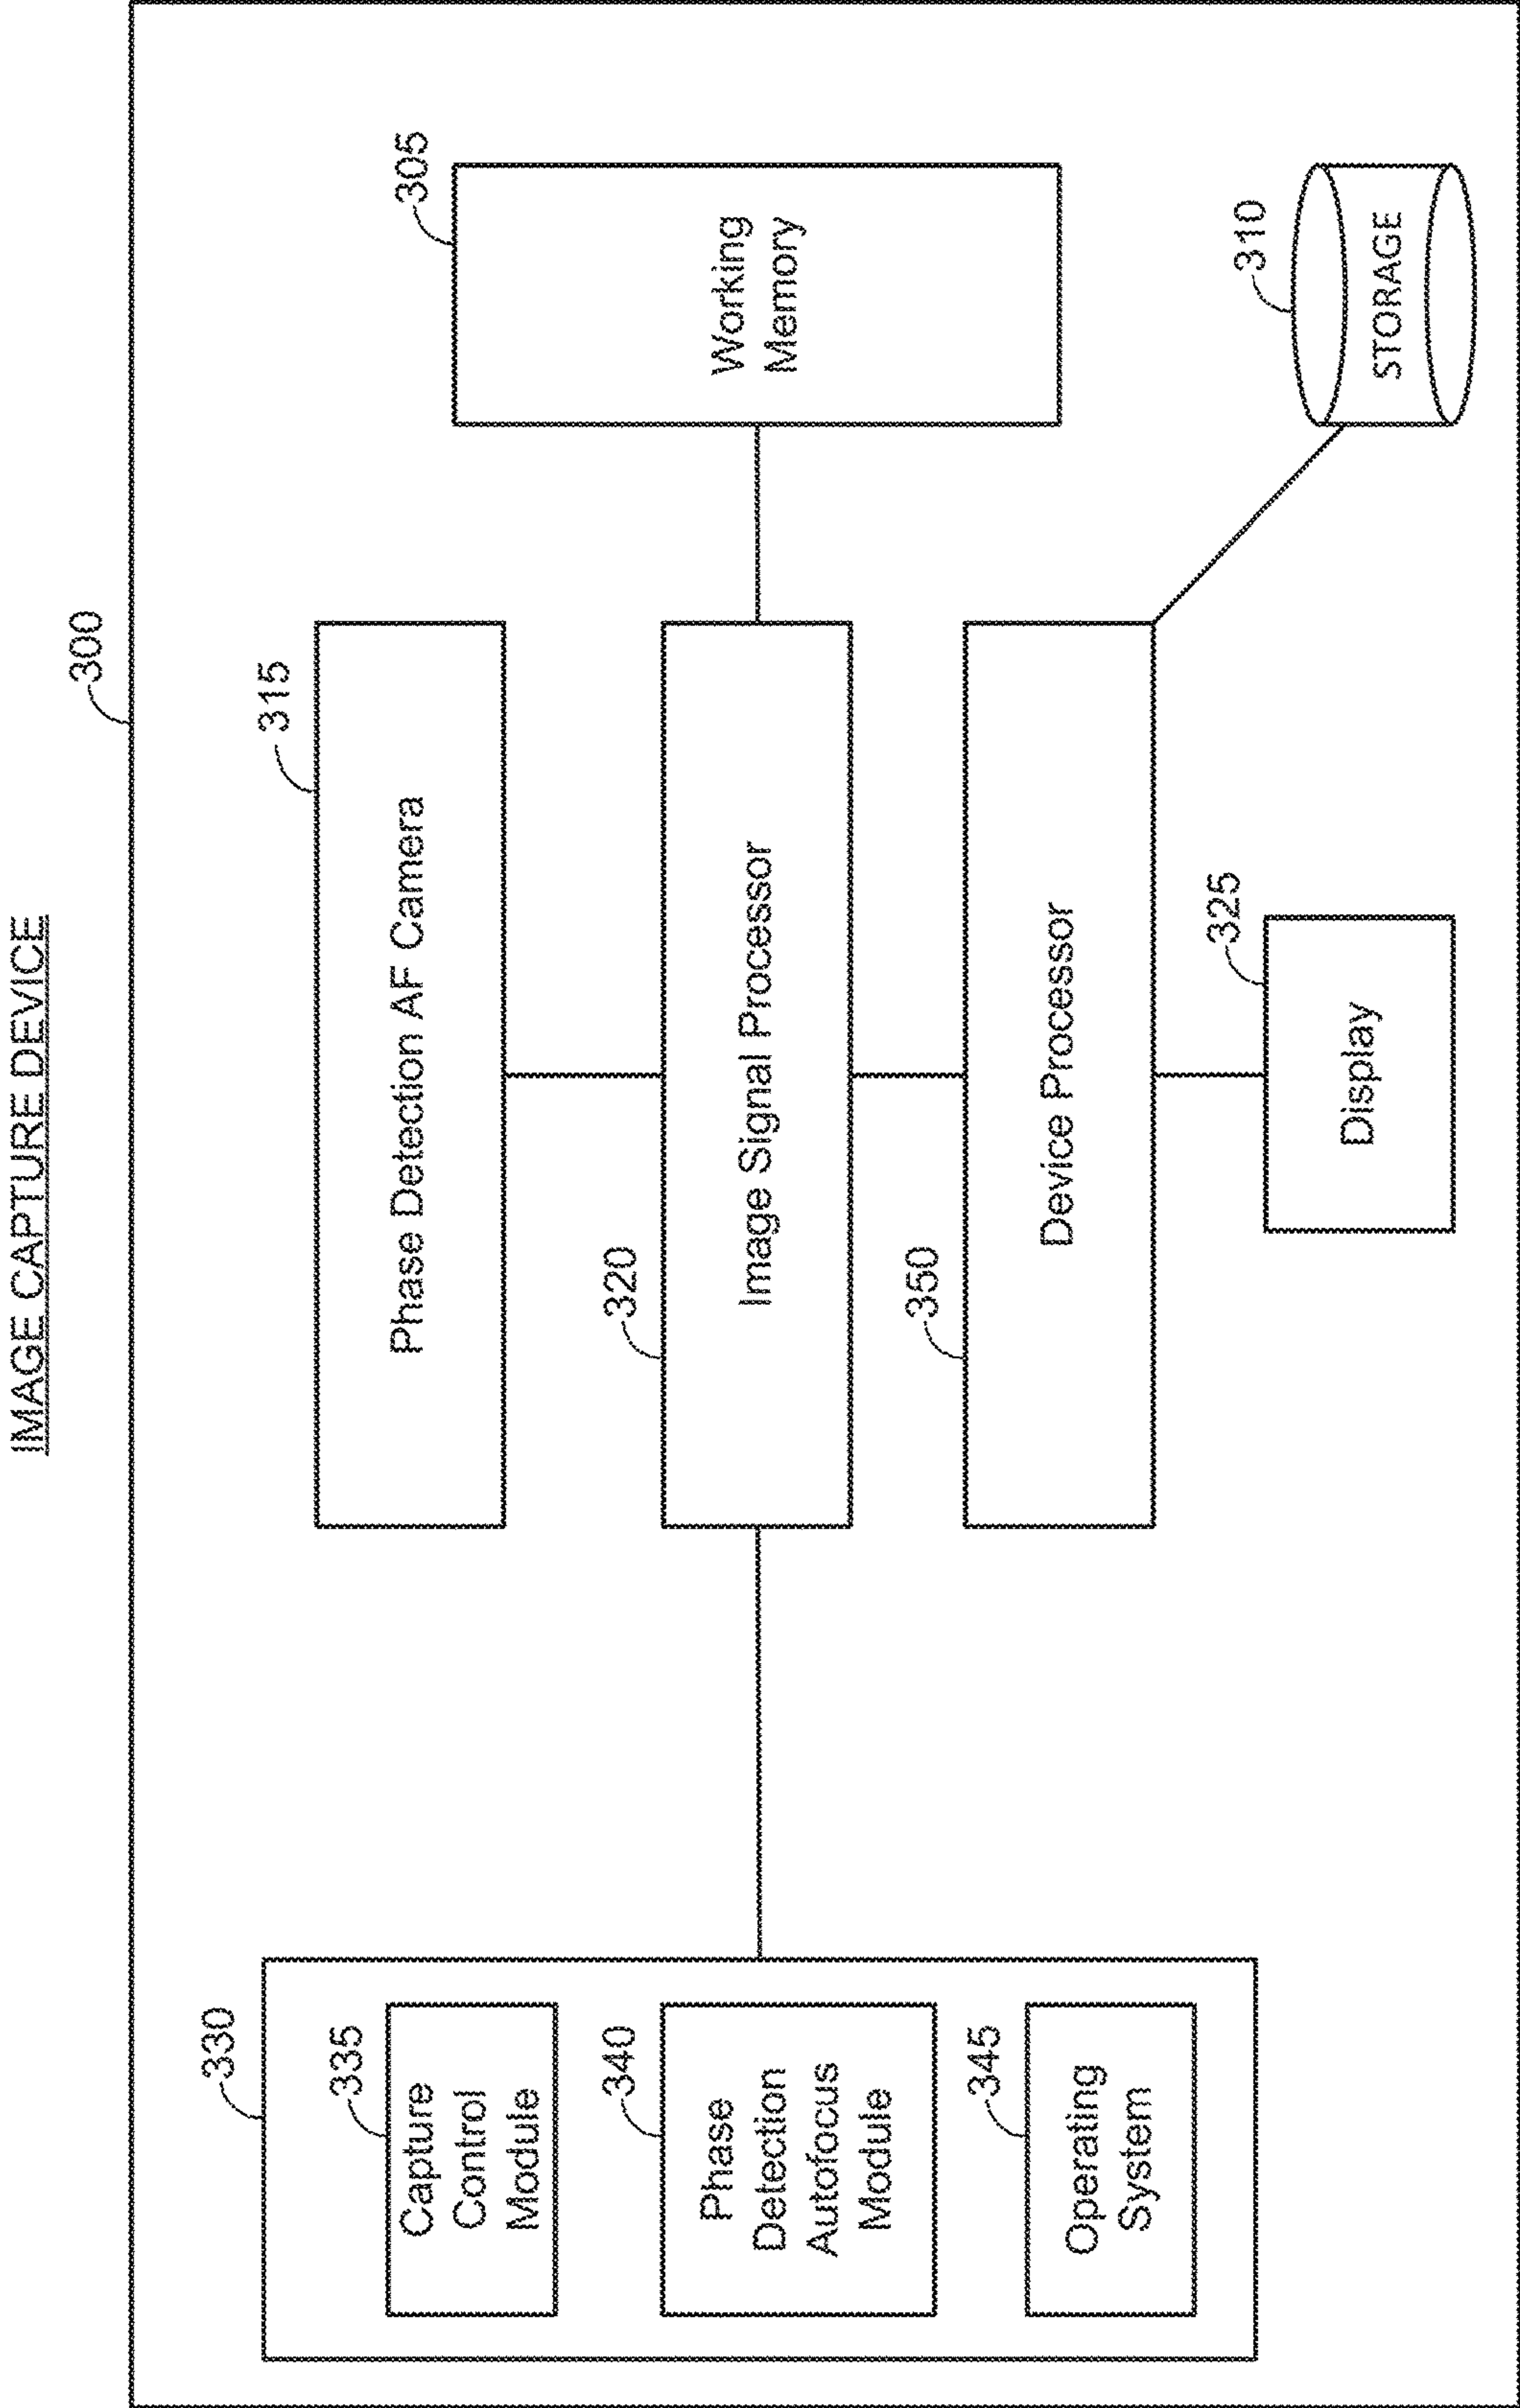 IMAGE CAPTURE DEVICE
300
330
335
Capture
Control
Module
340
Phase
Detection
Autofocus
Module
345
Operating
System
315
Phase Detection AF Camera
320
Image Signal Processor
350
Device Processor
325
Display
305
Working
Memory
310
STORAGE